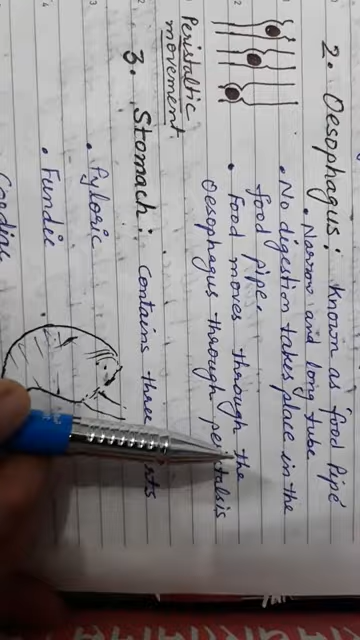 2. Oesophagus: Known as food Pipe
• Narrow and long tube
• No digestion takes place in the
food pipe.
• Food moves through the
Oesophagus through
Peristaltic
movement
3. Stomach: Contains three
• Pyloric
• Fundic
Cardiac